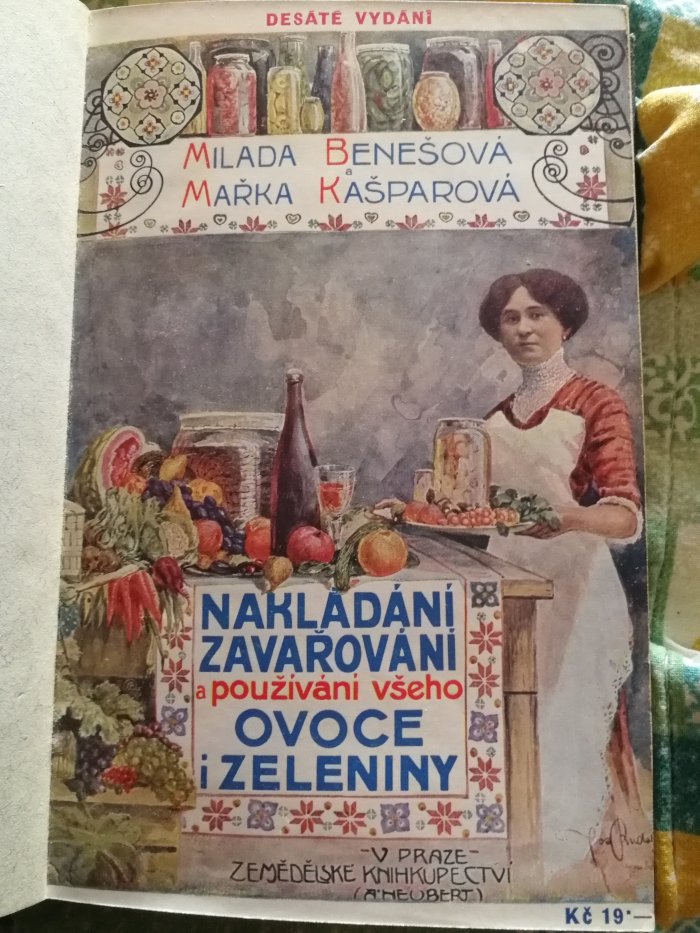 DESÁTÉ VYDÁNÍ
MILADA BENEŠOVÁ
a
MAŘKA KAŠPAROVÁ
NAKLÁDÁNÍ
ZAVAŘOVÁNÍ
a používání všeho
OVOCE
i ZELENINY
-V PRAZE-
ZEMĚDĚLSKÉ KNIHKUPECTVÍ
(A. NEUBERT)
Kč 19·—